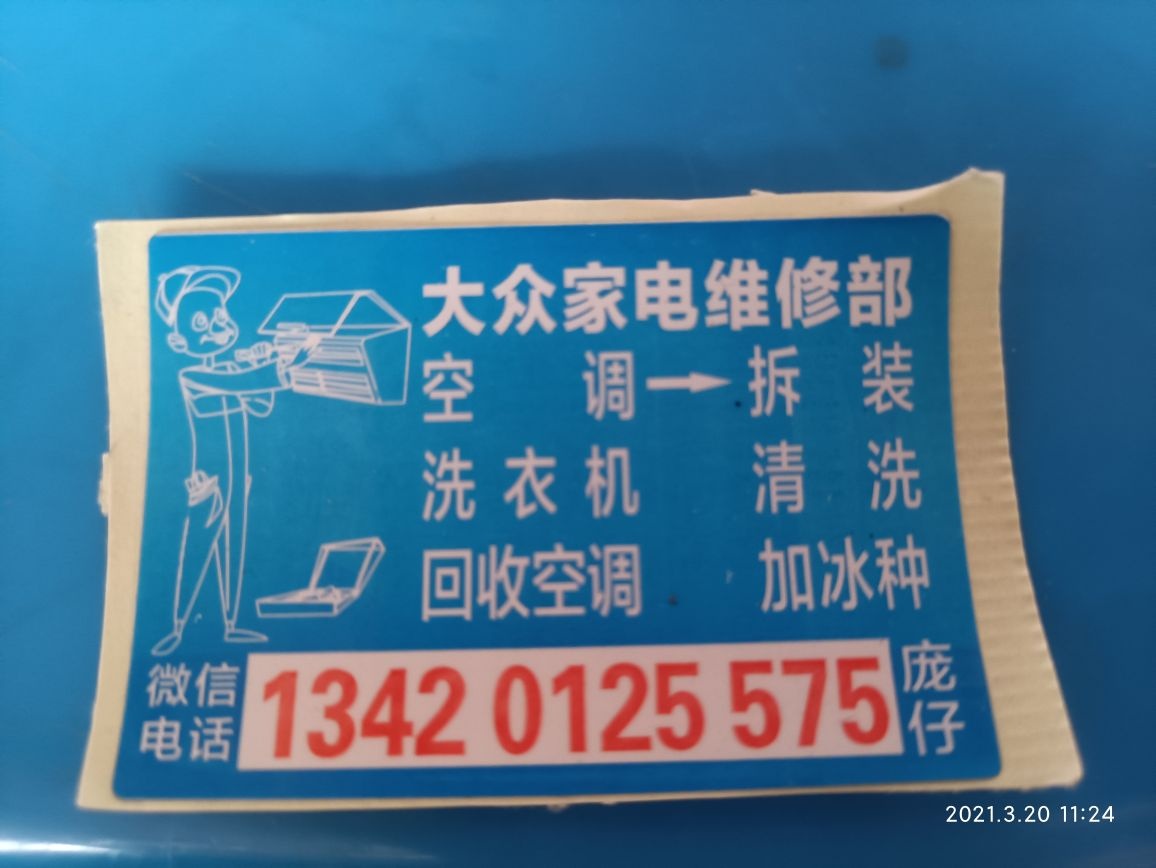 大众家电维修部
空调→拆装
洗衣机 清洗
回收空调 加冰种
微信电话 1342 0125 575 庞仔
2021.3.20 11:24